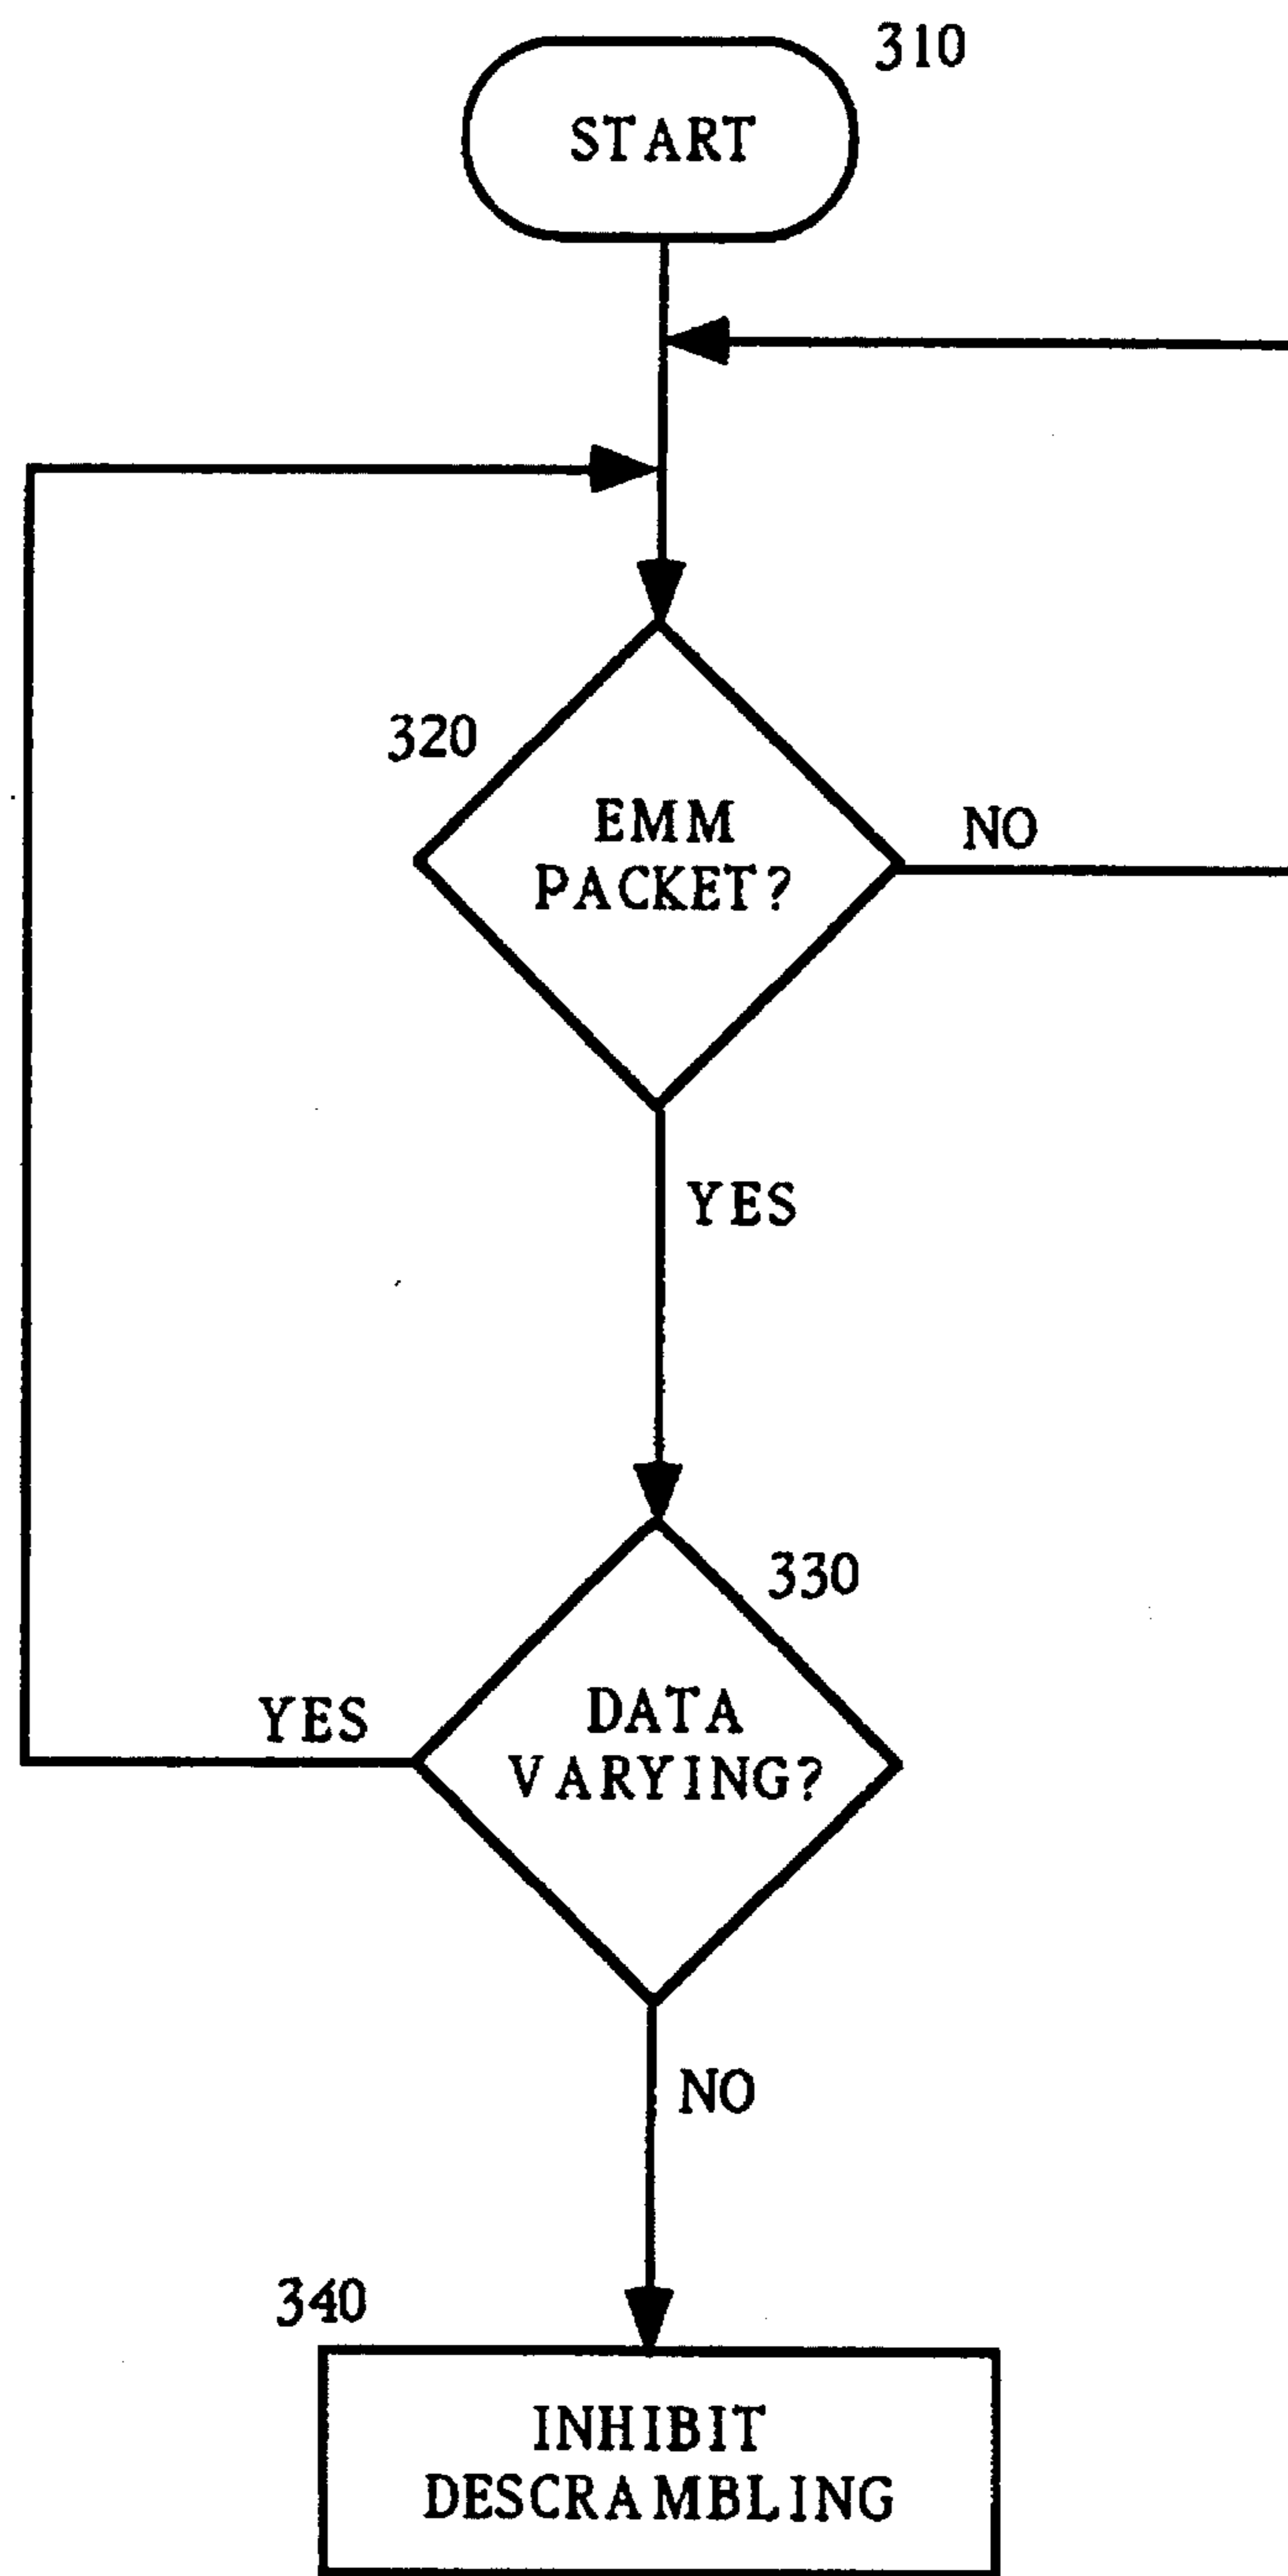 310
START
320
EMM
PACKET?
NO
YES
330
DATA
VARYING?
YES
NO
340
INHIBIT
DESCRAMBLING